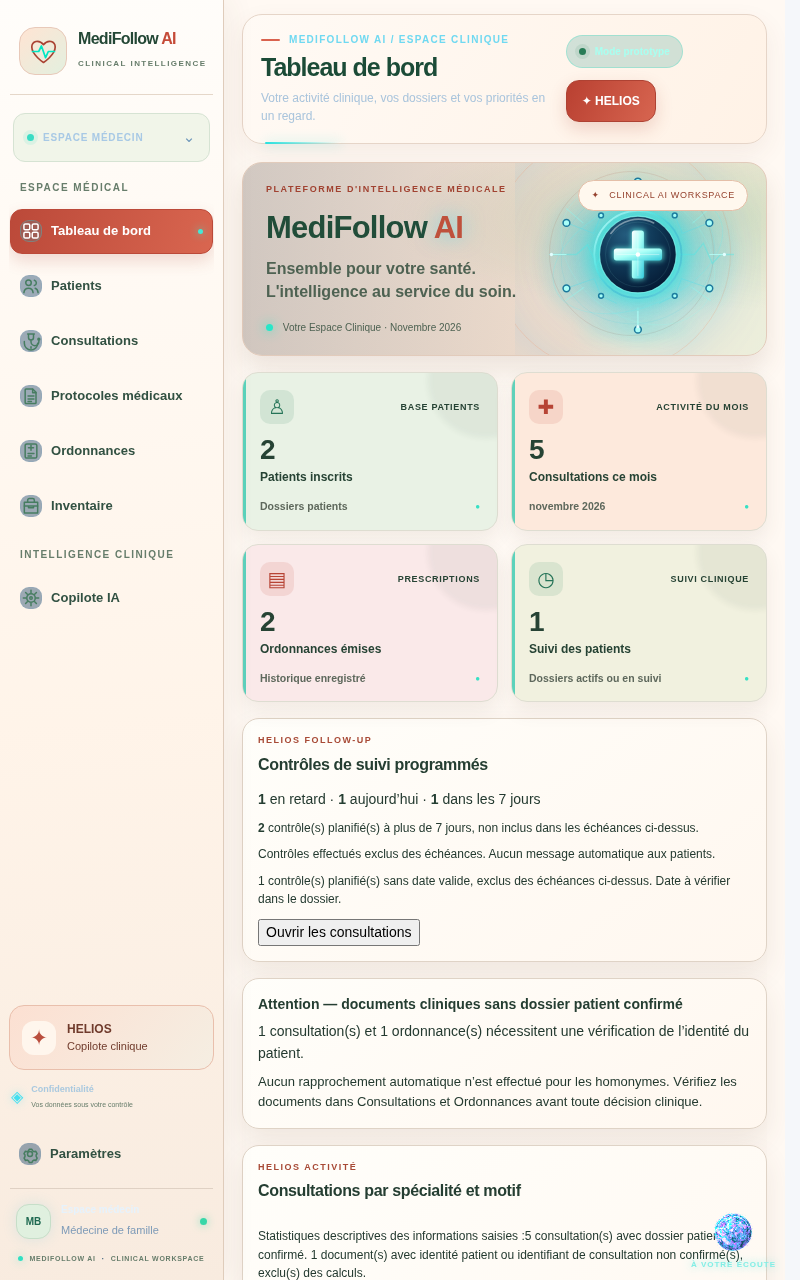 MediFollow AI
CLINICAL INTELLIGENCE
ESPACE MÉDECIN
ESPACE MÉDICAL
Tableau de bord
Patients
Consultations
Protocoles médicaux
Ordonnances
Inventaire
INTELLIGENCE CLINIQUE
Copilote IA
HELIOS
Copilote clinique
Confidentialité
Vos données sous votre contrôle
Paramètres
MB
Médecine de famille
MEDIFOLLOW AI · CLINICAL WORKSPACE
MEDIFOLLOW AI / ESPACE CLINIQUE
Tableau de bord
Votre activité clinique, vos dossiers et vos priorités en
un regard.
Mode prototype
✦ HELIOS
PLATEFORME D'INTELLIGENCE MÉDICALE
✦ CLINICAL AI WORKSPACE
MediFollow AI
Ensemble pour votre santé.
L'intelligence au service du soin.
Votre Espace Clinique · Novembre 2026
BASE PATIENTS
2
Patients inscrits
Dossiers patients
ACTIVITÉ DU MOIS
5
Consultations ce mois
novembre 2026
PRESCRIPTIONS
2
Ordonnances émises
Historique enregistré
SUIVI CLINIQUE
1
Suivi des patients
Dossiers actifs ou en suivi
HELIOS FOLLOW-UP
Contrôles de suivi programmés
1 en retard · 1 aujourd’hui · 1 dans les 7 jours
2 contrôle(s) planifié(s) à plus de 7 jours, non inclus dans les échéances ci-dessus.
Contrôles effectués exclus des échéances. Aucun message automatique aux patients.
1 contrôle(s) planifié(s) sans date valide, exclus des échéances ci-dessus. Date à vérifier
dans le dossier.
Ouvrir les consultations
Attention — documents cliniques sans dossier patient confirmé
1 consultation(s) et 1 ordonnance(s) nécessitent une vérification de l’identité du
patient.
Aucun rapprochement automatique n’est effectué pour les homonymes. Vérifiez les
documents dans Consultations et Ordonnances avant toute décision clinique.
HELIOS ACTIVITÉ
Consultations par spécialité et motif
Statistiques descriptives des informations saisies :5 consultation(s) avec dossier patient
confirmé. 1 document(s) avec identité patient ou identifiant de consultation non confirmé(s),
exclu(s) des calculs.
À VOTRE ÉCOUTE